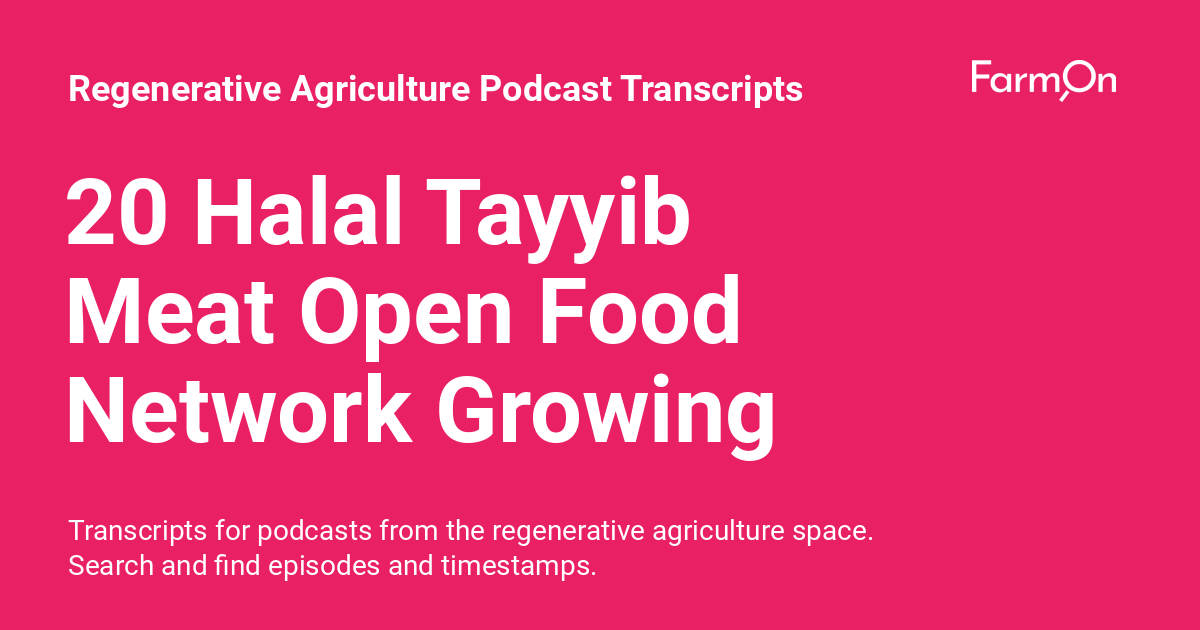 Regenerative Agriculture Podcast Transcripts
FarmOn
20 Halal Tayyib
Meat Open Food
Network Growing
Transcripts for podcasts from the regenerative agriculture space.
Search and find episodes and timestamps.